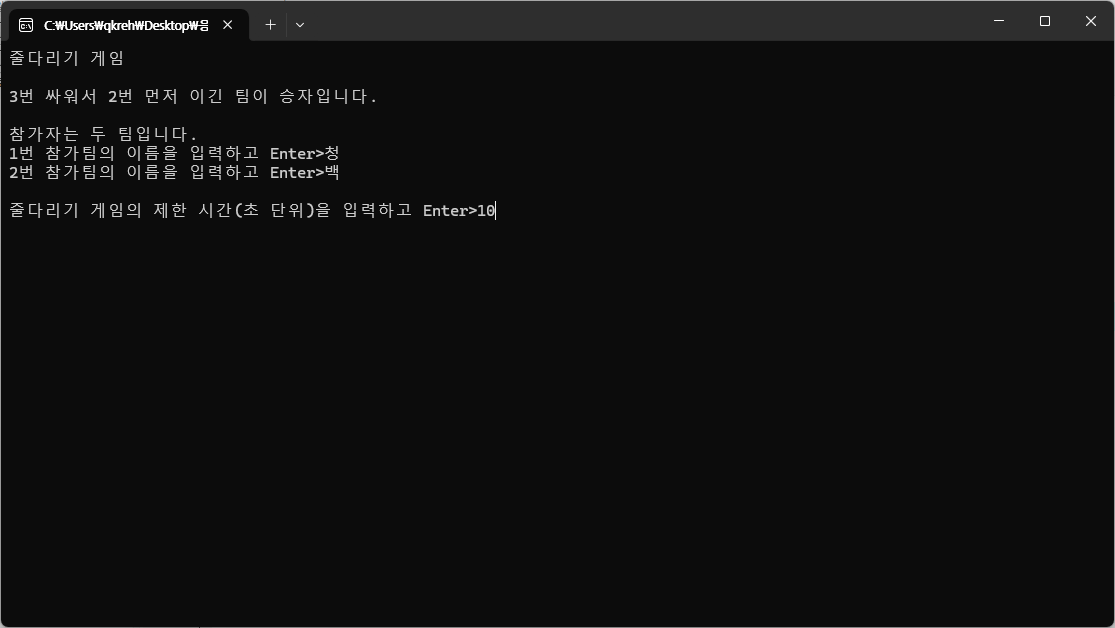 C:₩Users₩qkreh₩Desktop₩
줄다리기 게임
3번 싸워서 2번 먼저 이긴 팀이 승자입니다.
참가자는 두 팀입니다.
1번 참가팀의 이름을 입력하고 Enter>청
2번 참가팀의 이름을 입력하고 Enter>백
줄다리기 게임의 제한 시간(초 단위)을 입력하고 Enter>10